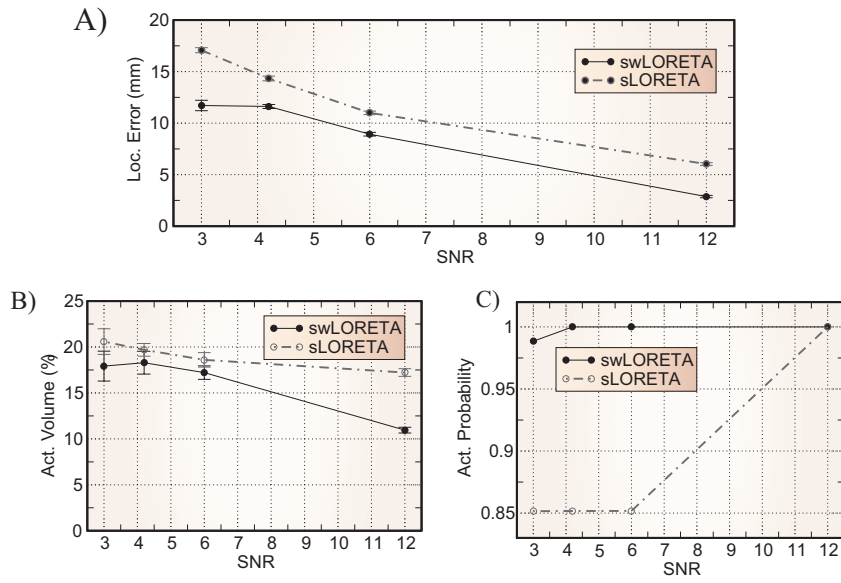 A)
20
15
10
5
0
Loc. Error (mm)
swLORETA
sLORETA
3 4 5 6 7 8 9 10 11 12
SNR
B)
25
20
15
10
5
0
Act. Volume (%)
swLORETA
sLORETA
3 4 5 6 7 8 9 10 11 12
SNR
C)
1
0.95
0.9
0.85
Act. Probability
swLORETA
sLORETA
3 4 5 6 7 8 9 10 11 12
SNR